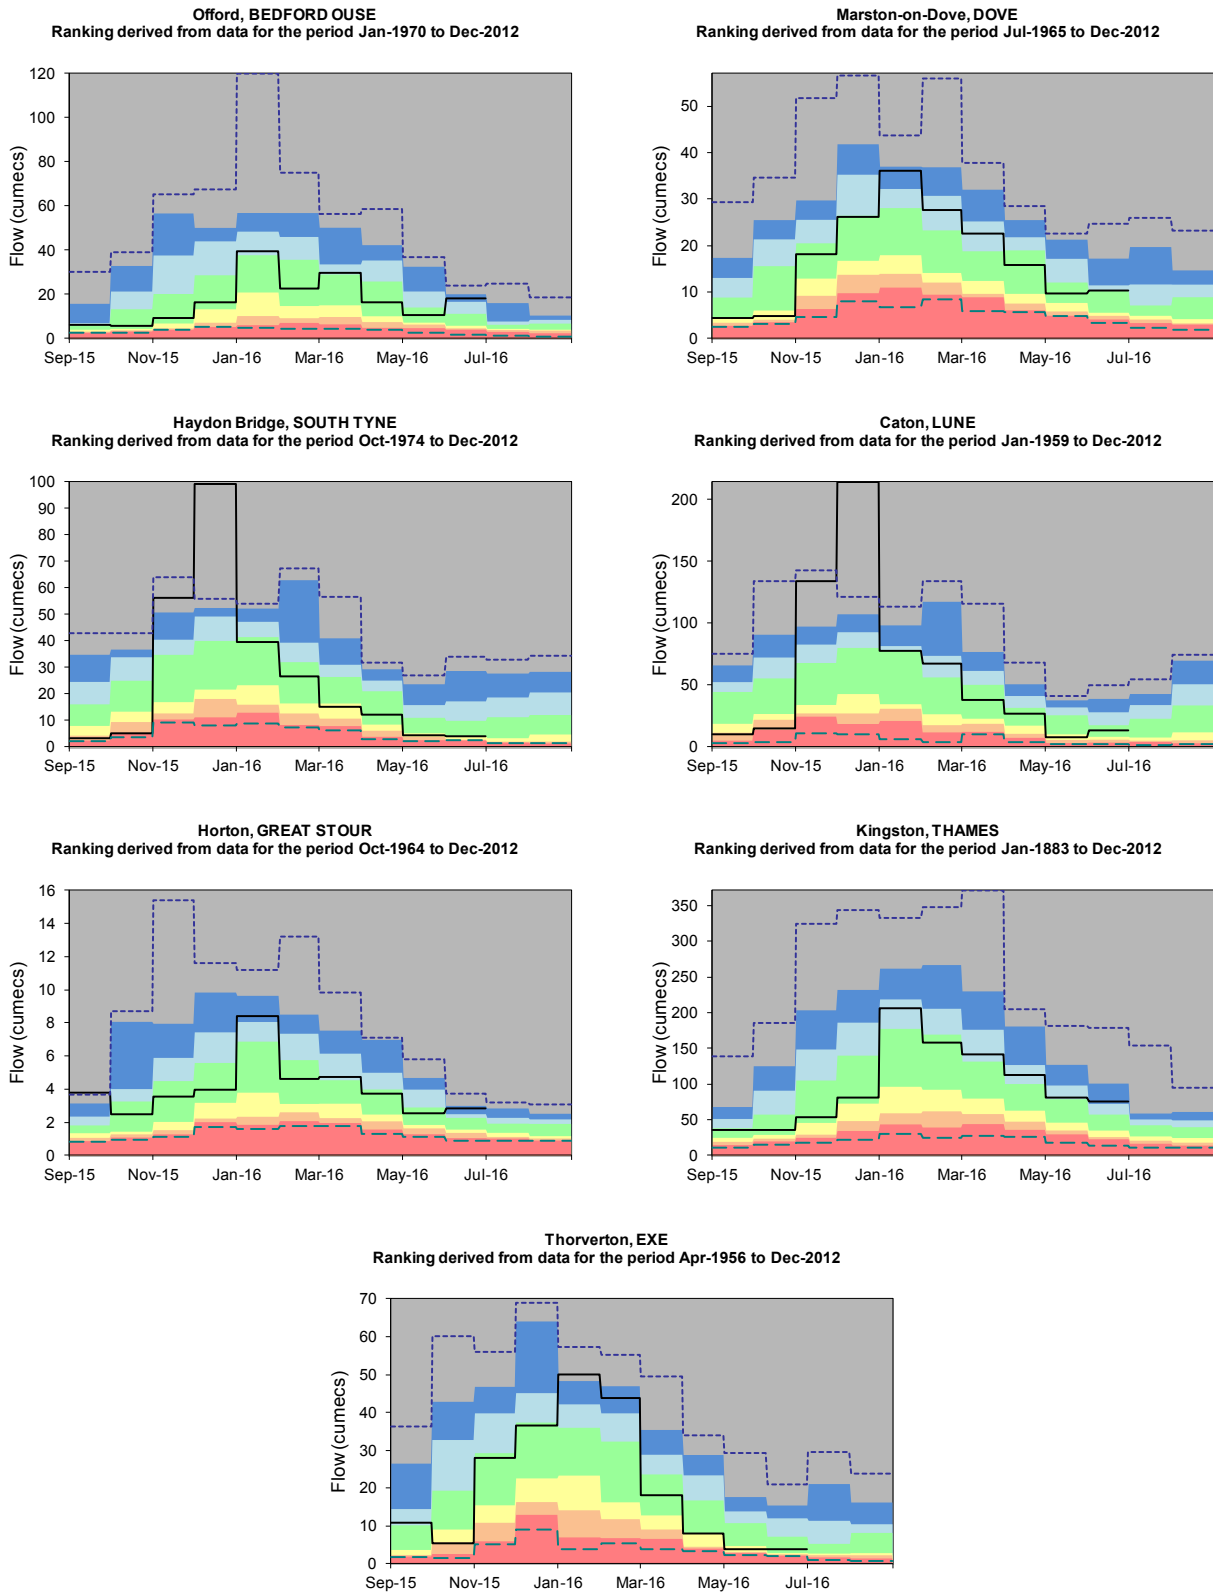 Offord, BEDFORD OUSE
Ranking derived from data for the period Jan-1970 to Dec-2012
Flow (cumecs)
120
100
80
60
40
20
0
Sep-15 Nov-15 Jan-16 Mar-16 May-16 Jul-16
Marston-on-Dove, DOVE
Ranking derived from data for the period Jul-1965 to Dec-2012
Flow (cumecs)
50
40
30
20
10
0
Sep-15 Nov-15 Jan-16 Mar-16 May-16 Jul-16
Haydon Bridge, SOUTH TYNE
Ranking derived from data for the period Oct-1974 to Dec-2012
Flow (cumecs)
100
90
80
70
60
50
40
30
20
10
0
Sep-15 Nov-15 Jan-16 Mar-16 May-16 Jul-16
Caton, LUNE
Ranking derived from data for the period Jan-1959 to Dec-2012
Flow (cumecs)
200
150
100
50
0
Sep-15 Nov-15 Jan-16 Mar-16 May-16 Jul-16
Horton, GREAT STOUR
Ranking derived from data for the period Oct-1964 to Dec-2012
Flow (cumecs)
16
14
12
10
8
6
4
2
0
Sep-15 Nov-15 Jan-16 Mar-16 May-16 Jul-16
Kingston, THAMES
Ranking derived from data for the period Jan-1883 to Dec-2012
Flow (cumecs)
350
300
250
200
150
100
50
0
Sep-15 Nov-15 Jan-16 Mar-16 May-16 Jul-16
Thorverton, EXE
Ranking derived from data for the period Apr-1956 to Dec-2012
Flow (cumecs)
70
60
50
40
30
20
10
0
Sep-15 Nov-15 Jan-16 Mar-16 May-16 Jul-16